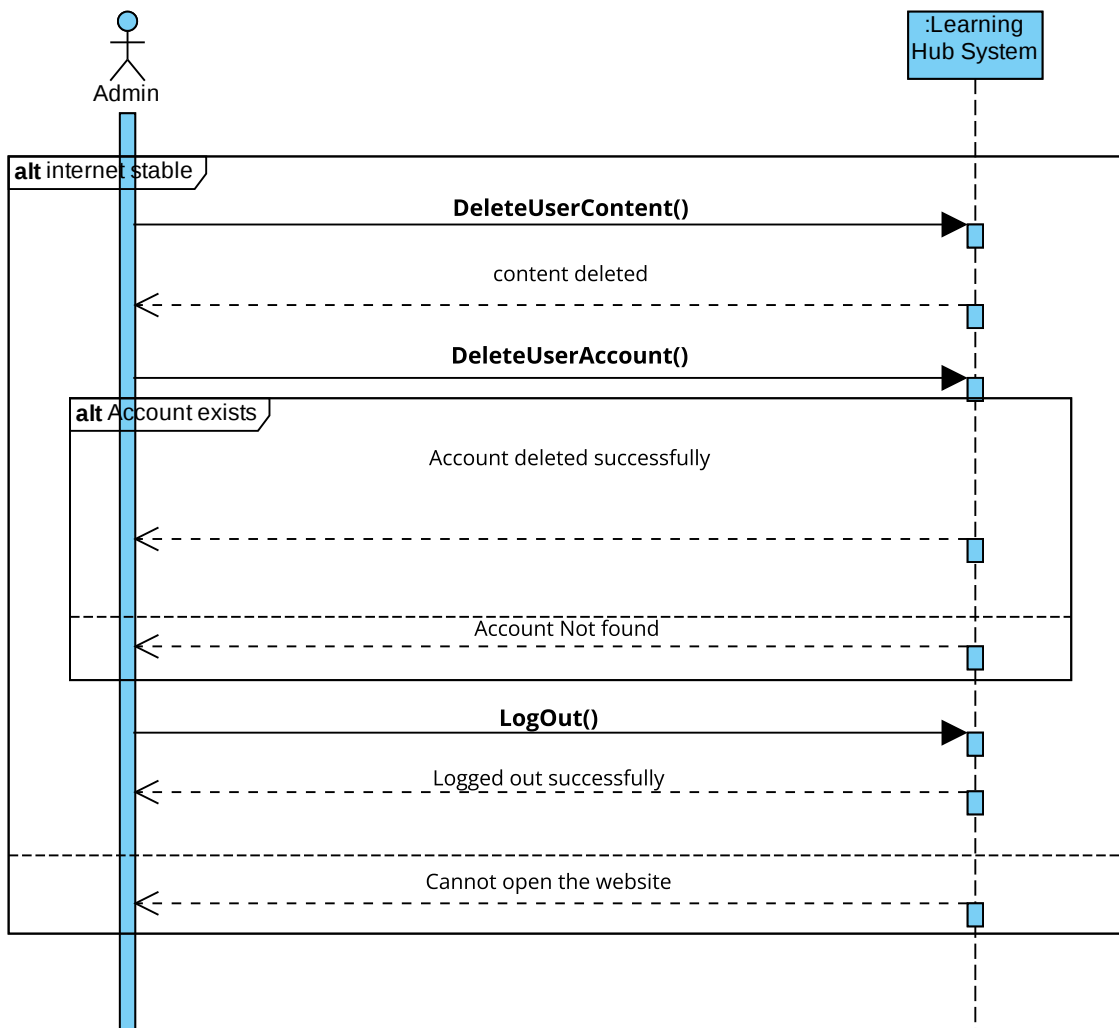 :Learning
Hub System
Admin
alt internet stable
DeleteUserContent()
content deleted
DeleteUserAccount()
alt Account exists
Account deleted successfully
Account Not found
LogOut()
Logged out successfully
Cannot open the website